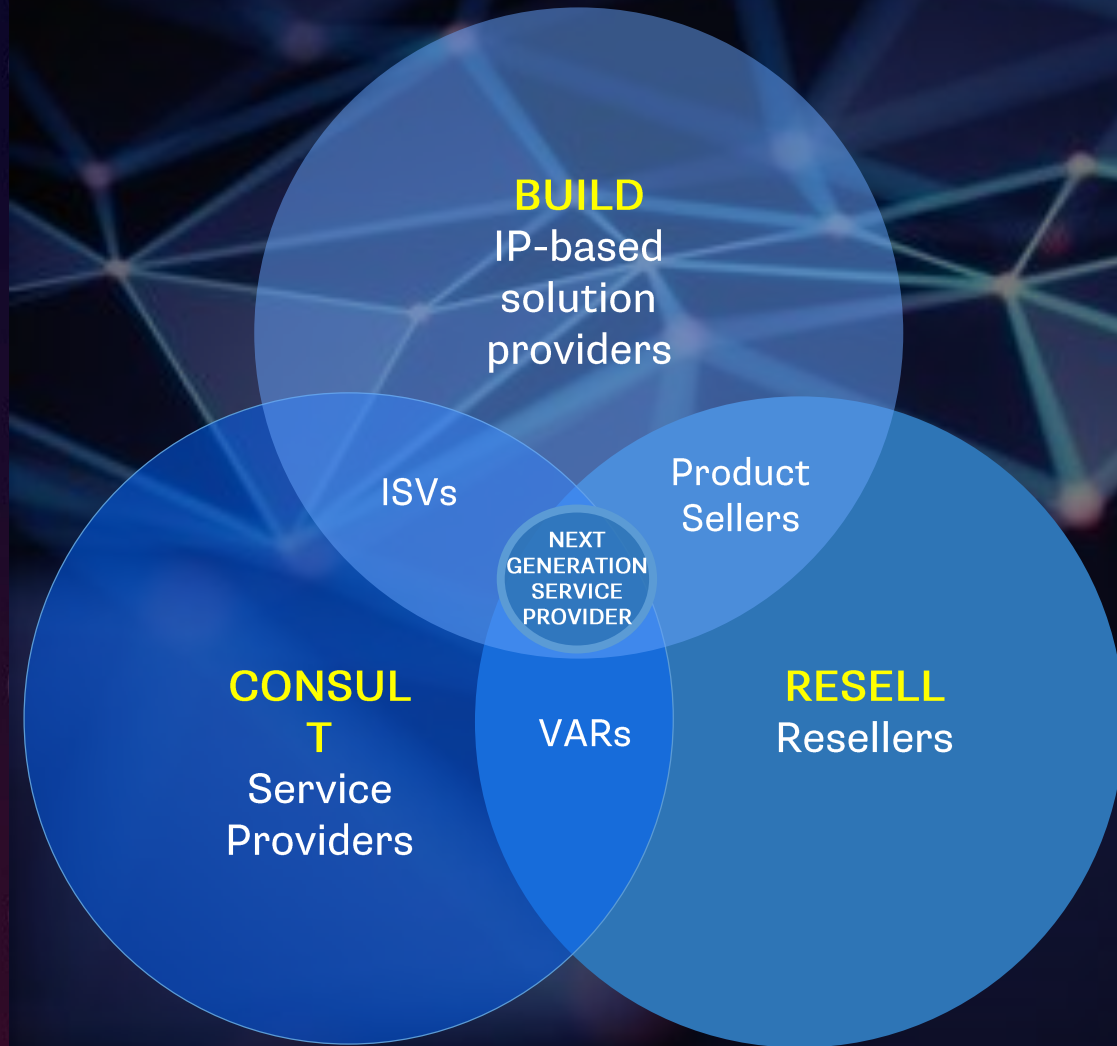 BUILD
IP-based
solution
providers
ISVs
Product
Sellers
NEXT
GENERATION
SERVICE
PROVIDER
CONSUL
T
Service
Providers
VARs
RESELL
Resellers